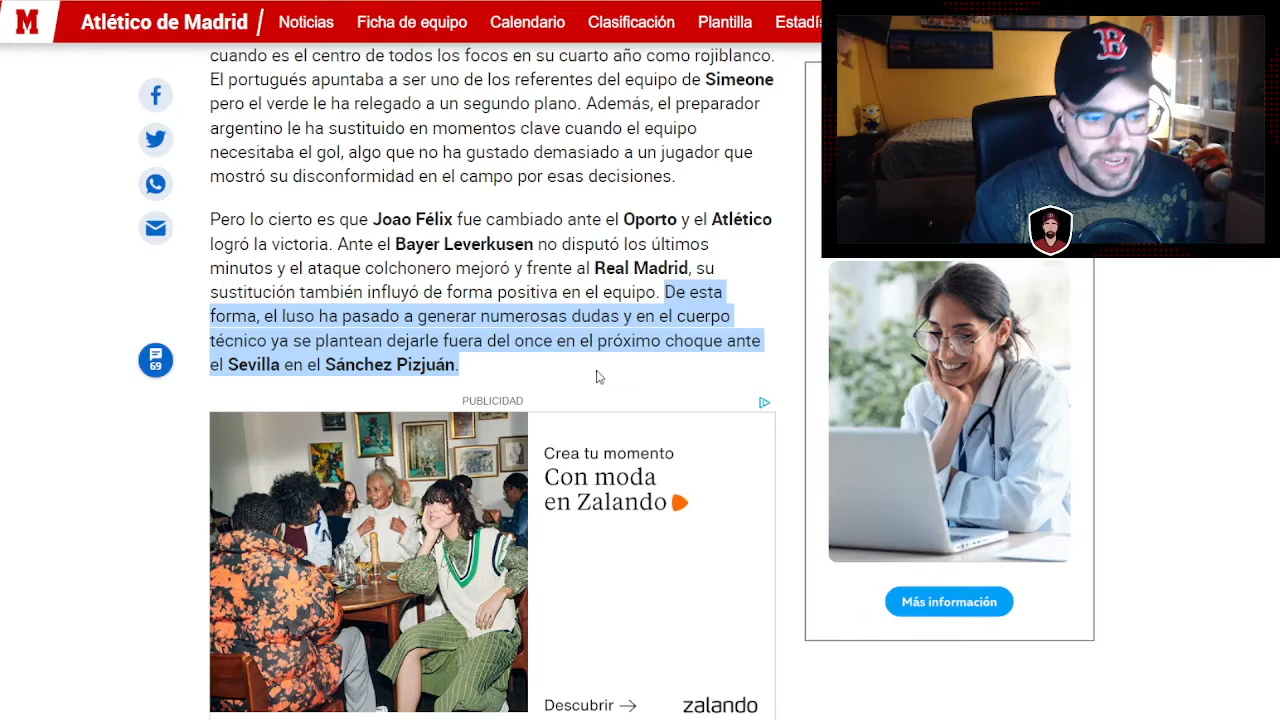 M
Atlético de Madrid
Noticias
Ficha de equipo
Calendario
Clasificación
Plantilla
Estadís
cuando es el centro de todos los focos en su cuarto año como rojiblanco.
El portugués apuntaba a ser uno de los referentes del equipo de Simeone
pero el verde le ha relegado a un segundo plano. Además, el preparador
argentino le ha sustituido en momentos clave cuando el equipo
necesitaba el gol, algo que no ha gustado demasiado a un jugador que
mostró su disconformidad en el campo por esas decisiones.
Pero lo cierto es que Joao Félix fue cambiado ante el Oporto y el Atlético
logró la victoria. Ante el Bayer Leverkusen no disputó los últimos
minutos y el ataque colchonero mejoró y frente al Real Madrid, su
sustitución también influyó de forma positiva en el equipo. De esta
forma, el luso ha pasado a generar numerosas dudas y en el cuerpo
técnico ya se plantean dejarle fuera del once en el próximo choque ante
el Sevilla en el Sánchez Pizjuán.
69
PUBLICIDAD
Crea tu momento
Con moda
en Zalando
Descubrir
zalando
B
Más información